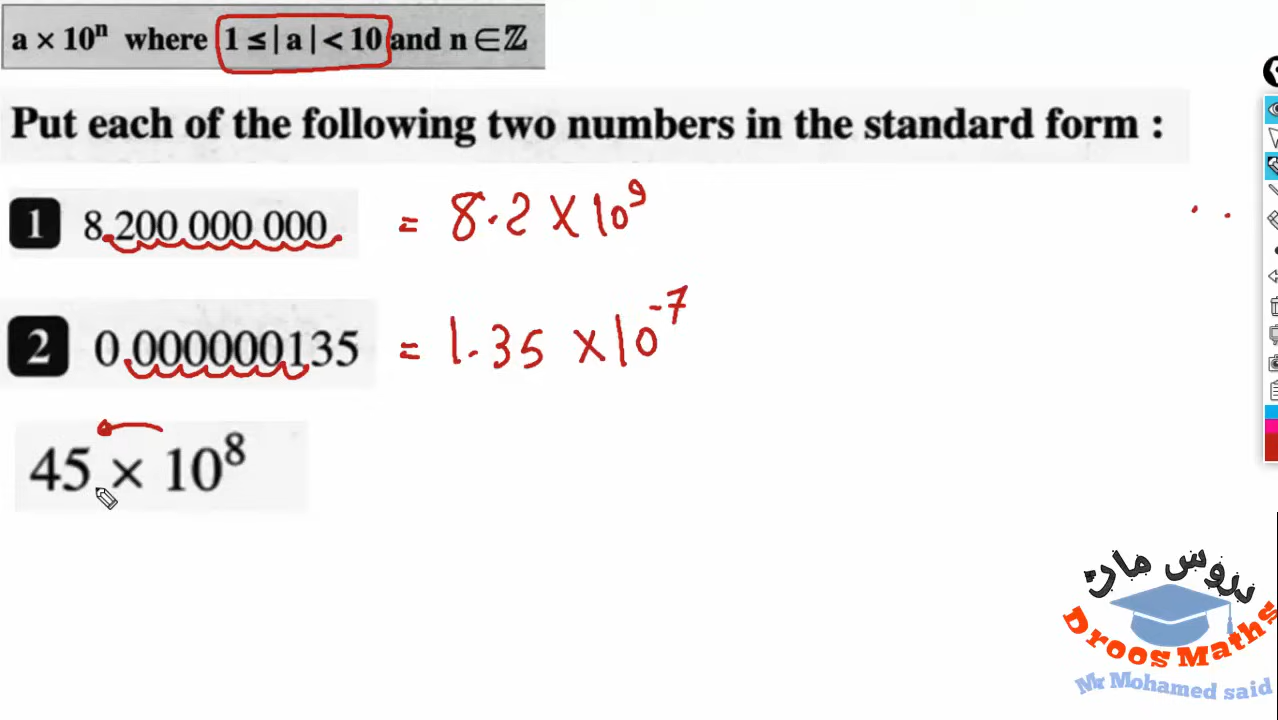 a × 10ⁿ where 1 ≤ | a | < 10 and n ∈ ℤ
Put each of the following two numbers in the standard form :
1 8 200 000 000 = 8.2 × 10⁹
2 0.000000135 = 1.35 × 10⁻⁷
45 × 10⁸
دروس ماث
Droos Maths
Mr Mohamed said